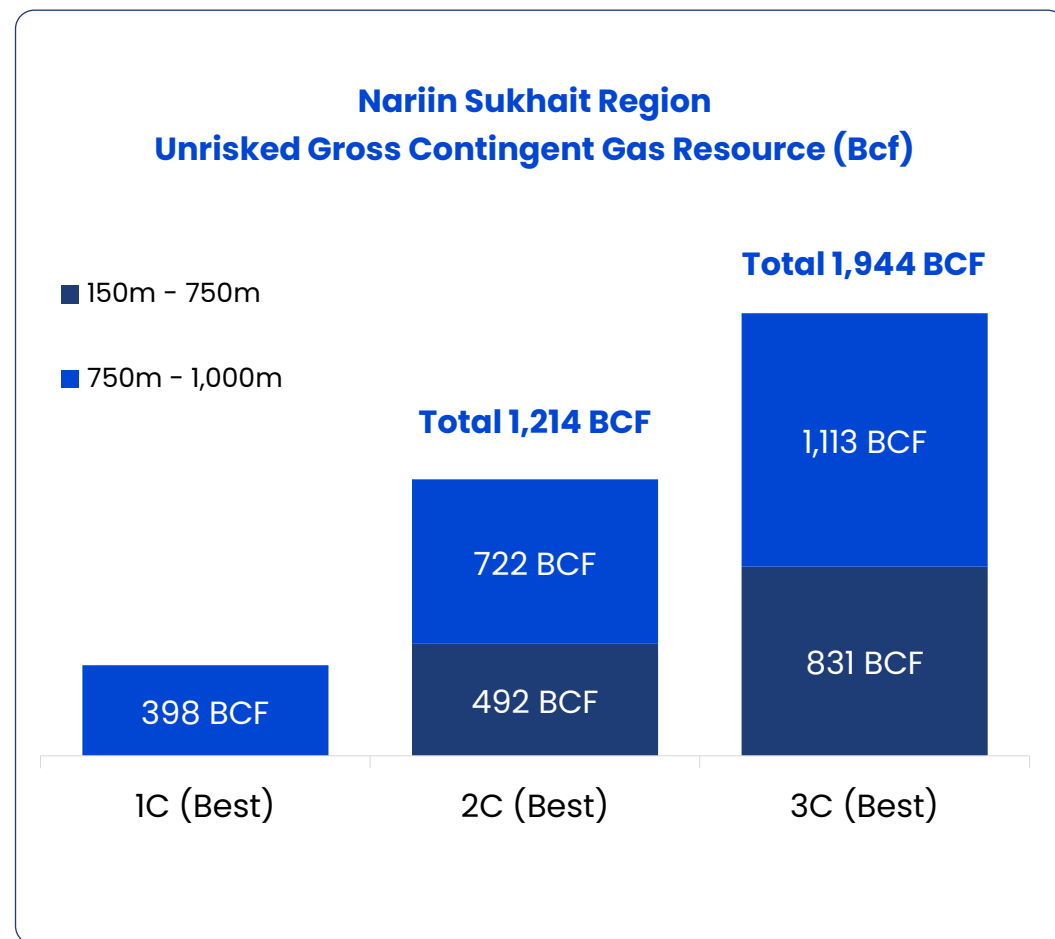 Nariin Sukhait Region
Unrisked Gross Contingent Gas Resource (Bcf)
150m - 750m
750m - 1,000m
Total 1,214 BCF
Total 1,944 BCF
398 BCF
722 BCF
492 BCF
1,113 BCF
831 BCF
1C (Best)
2C (Best)
3C (Best)